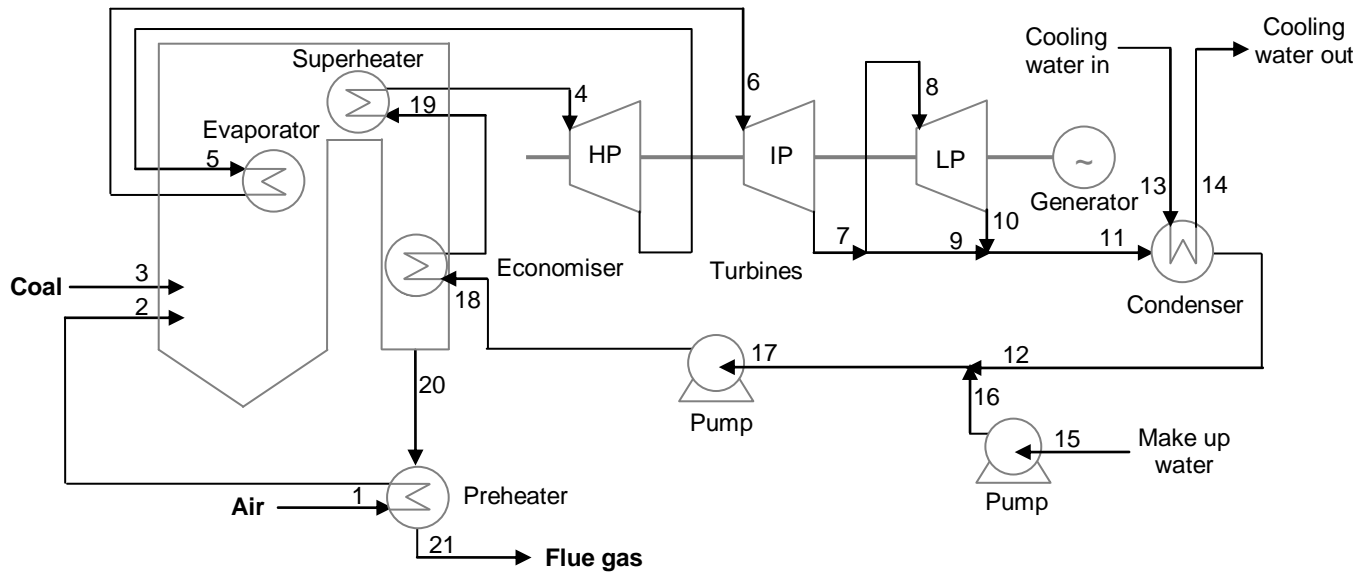 Superheater
Evaporator
4
19
5
6
HP
IP
8
LP
~
Generator
Cooling
water in
Cooling
water out
13
14
7
9
10
11
Turbines
Condenser
Economiser
18
Coal
3
2
17
Pump
12
16
15
Make up
water
Pump
20
Preheater
Air
1
21
Flue gas